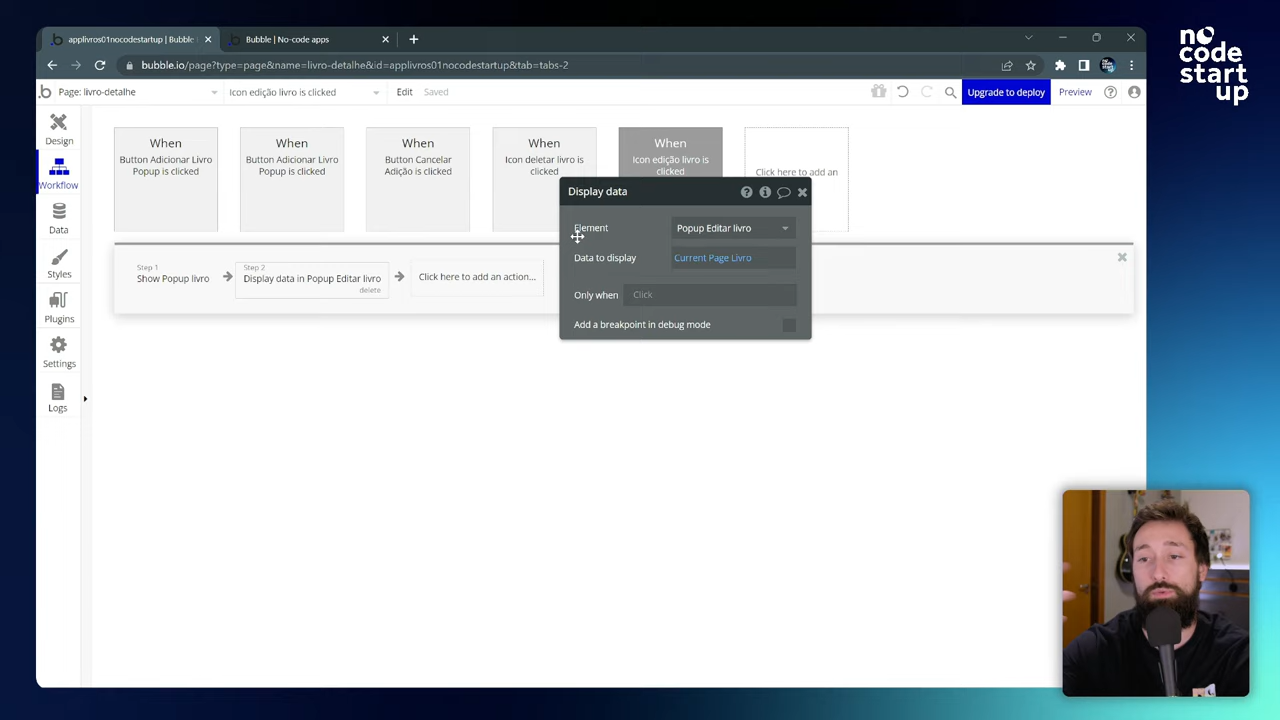 applivros01nocodestartup | Bubble
Bubble | No-code apps
bubble.io/page?type=page&name=livro-detalhe&id=applivros01nocodestartup&tab=tabs-2
Page: livro-detalhe
Icon edição livro is clicked
Edit
Saved
Upgrade to deploy
Preview
Design
Workflow
Data
Styles
Plugins
Settings
Logs
When
Button Adicionar Livro
Popup is clicked
When
Button Adicionar Livro
Popup is clicked
When
Button Cancelar
Adição is clicked
When
Icon deletar livro is
clicked
When
Icon edição livro is
clicked
Click here to add an
Step 1
Show Popup livro
Step 2
Display data in Popup Editar livro
delete
Click here to add an action...
Display data
Element
Popup Editar livro
Data to display
Current Page Livro
Only when
Click
Add a breakpoint in debug mode
no
code
start
up